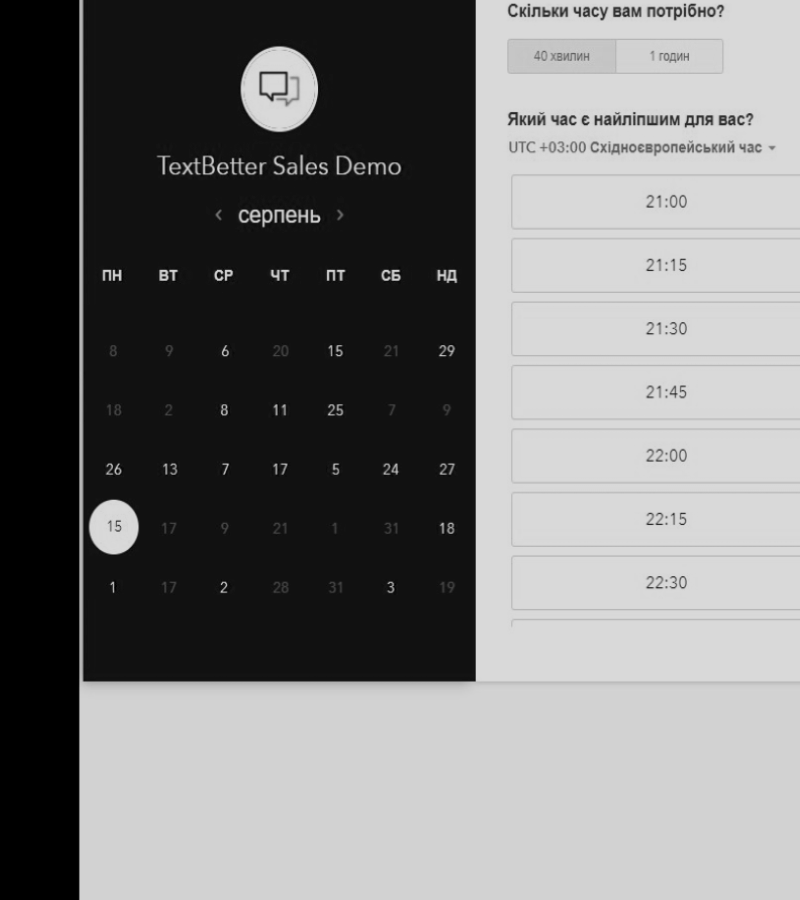 TextBetter Sales Demo
серпень
ПН ВТ СР ЧТ ПТ СБ НД
8 9 6 20 15 21 29
18 2 8 11 25 7 9
26 13 7 17 5 24 27
15 17 9 21 1 31 18
1 17 2 28 31 3 19
Скільки часу вам потрібно?
40 хвилин 1 годин
Який час є найліпшим для вас?
UTC +03:00 Східноєвропейський час
21:00
21:15
21:30
21:45
22:00
22:15
22:30